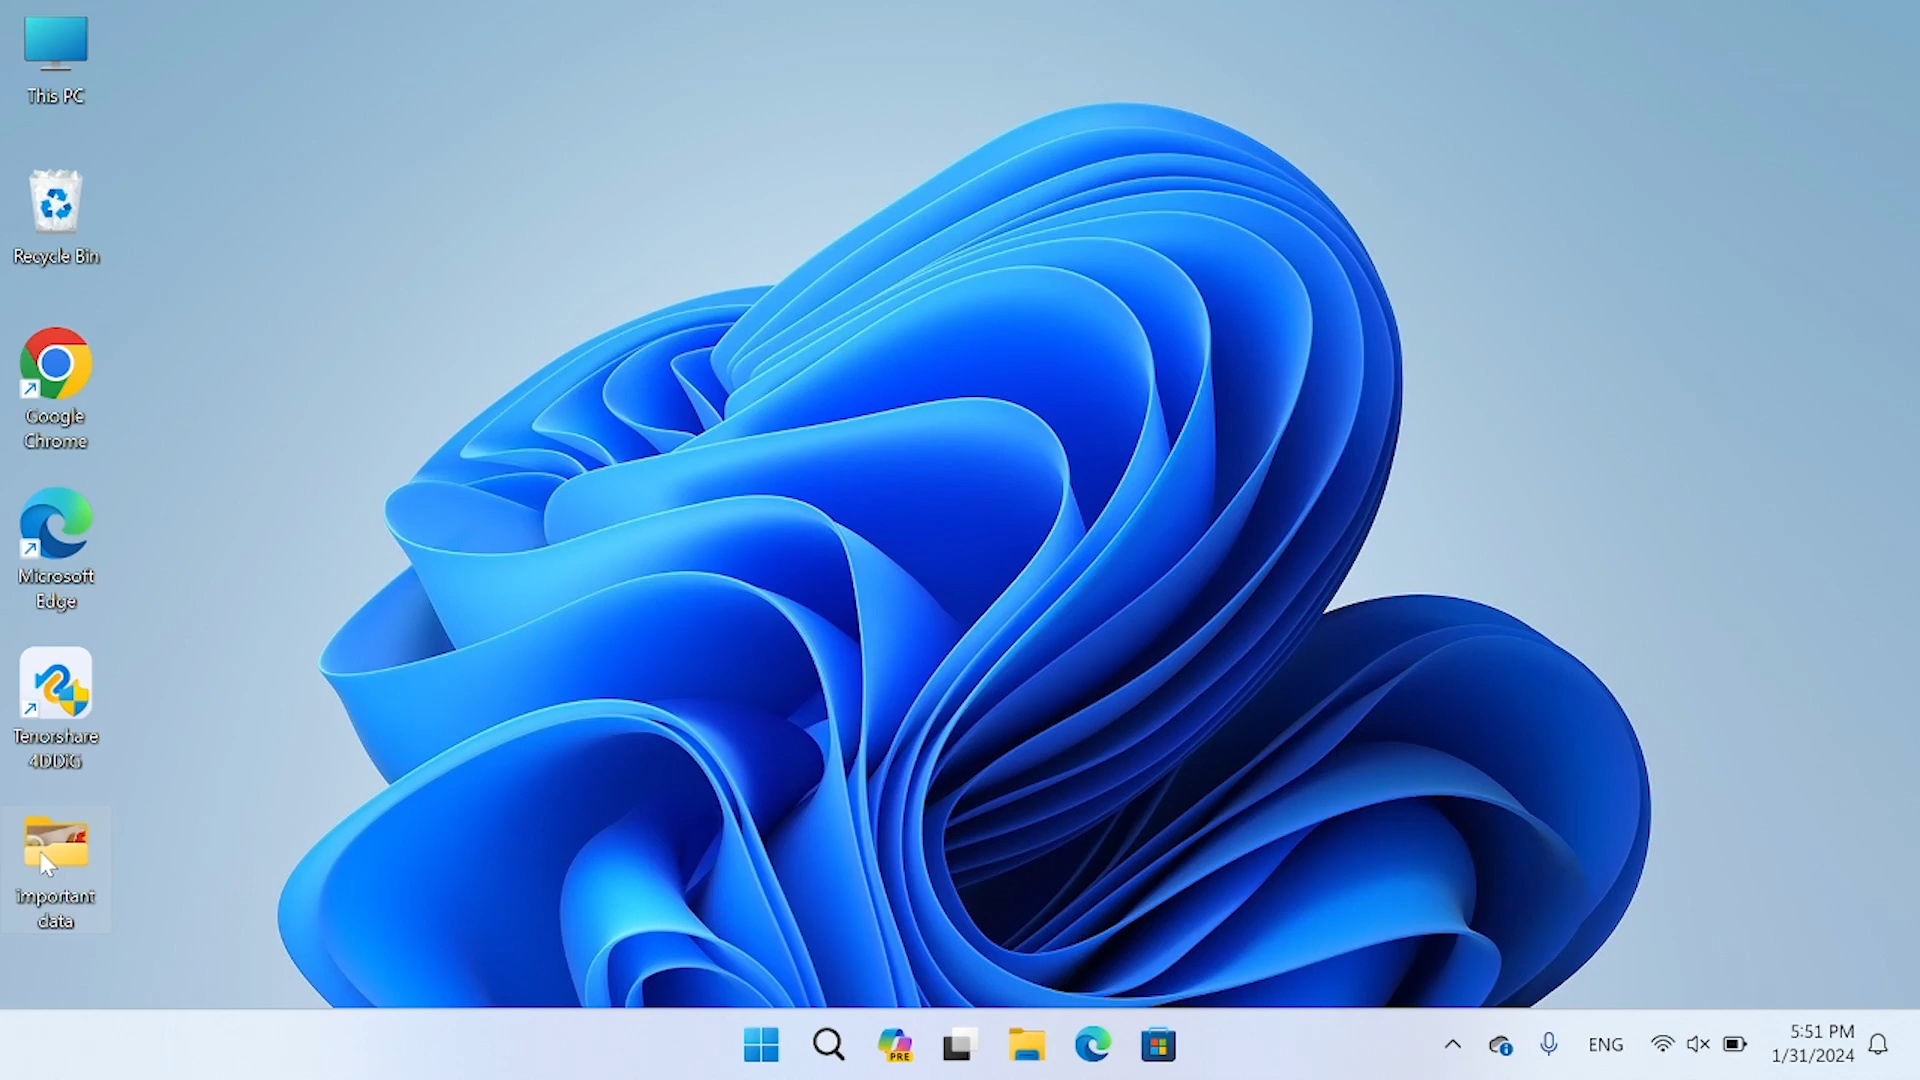 This PC
Recycle Bin
Google
Chrome
Microsoft
Edge
Tenorshare
4DDiG
important
data
PRE
ENG
5:51 PM
1/31/2024